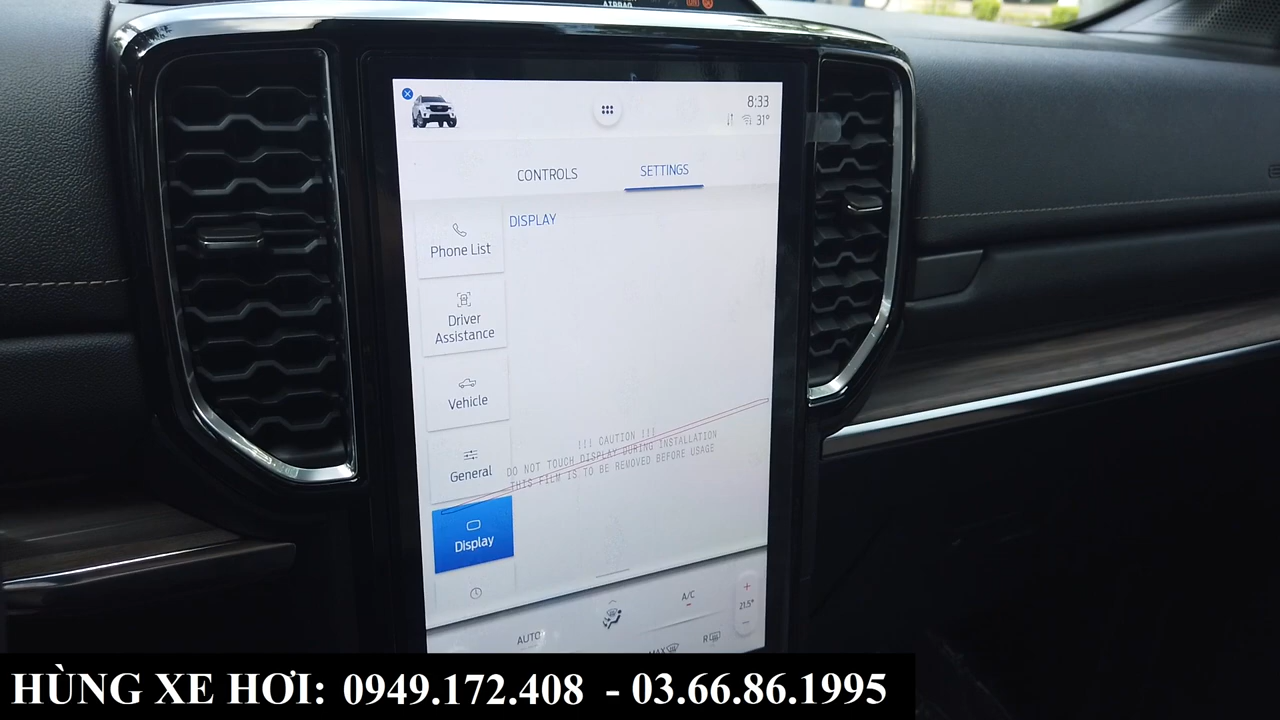 AIRBAG
8:33
31°
CONTROLS
SETTINGS
DISPLAY
Phone List
Driver
Assistance
Vehicle
General
Display
!!! CAUTION !!!
DO NOT TOUCH DISPLAY DURING INSTALLATION
THIS FILM IS TO BE REMOVED BEFORE USAGE
A/C
+
21.5°
−
AUTO
MAX
R
HÙNG XE HƠI: 0949.172.408 - 03.66.86.1995